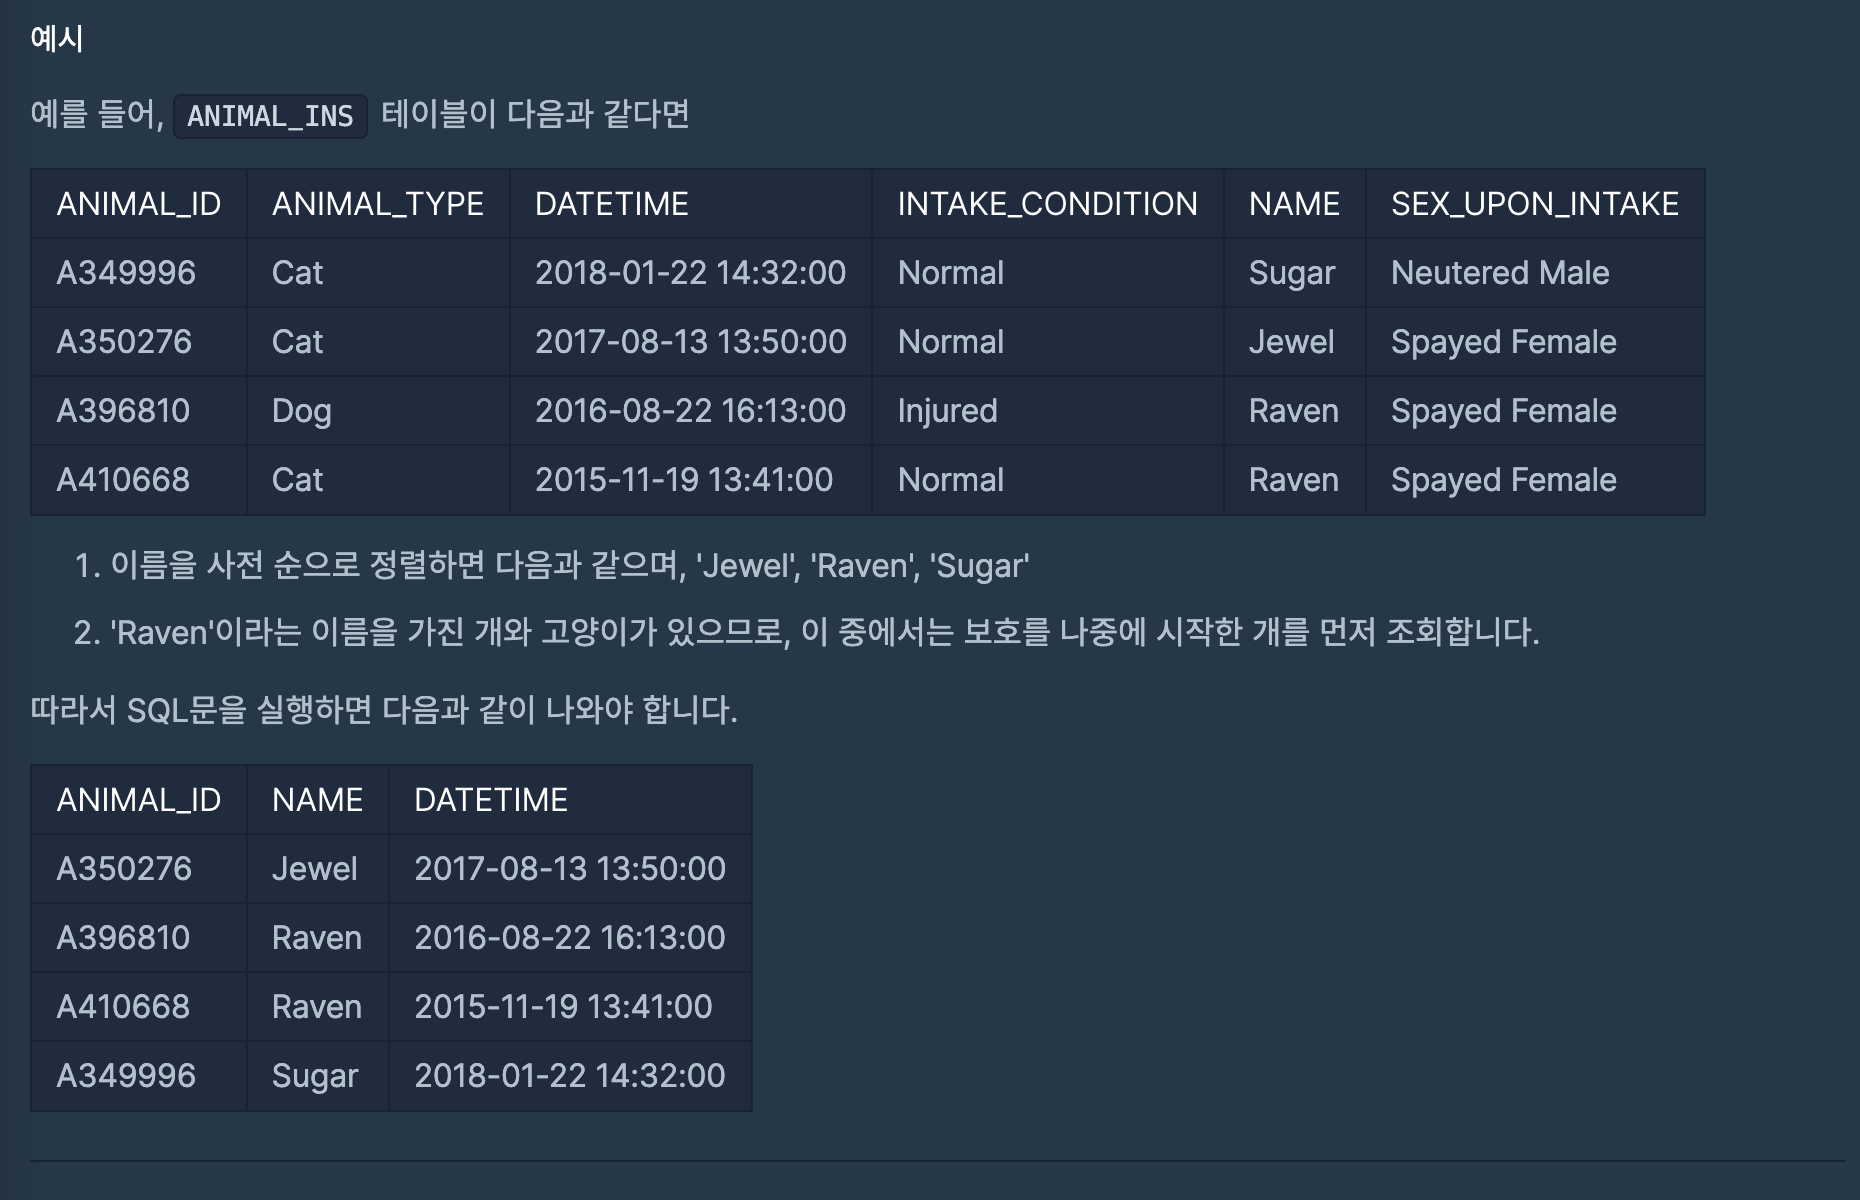 예시
예를 들어, ANIMAL_INS 테이블이 다음과 같다면
ANIMAL_ID ANIMAL_TYPE DATETIME INTAKE_CONDITION NAME SEX_UPON_INTAKE
A349996 Cat 2018-01-22 14:32:00 Normal Sugar Neutered Male
A350276 Cat 2017-08-13 13:50:00 Normal Jewel Spayed Female
A396810 Dog 2016-08-22 16:13:00 Injured Raven Spayed Female
A410668 Cat 2015-11-19 13:41:00 Normal Raven Spayed Female
1. 이름을 사전 순으로 정렬하면 다음과 같으며, 'Jewel', 'Raven', 'Sugar'
2. 'Raven'이라는 이름을 가진 개와 고양이가 있으므로, 이 중에서는 보호를 나중에 시작한 개를 먼저 조회합니다.
따라서 SQL문을 실행하면 다음과 같이 나와야 합니다.
ANIMAL_ID NAME DATETIME
A350276 Jewel 2017-08-13 13:50:00
A396810 Raven 2016-08-22 16:13:00
A410668 Raven 2015-11-19 13:41:00
A349996 Sugar 2018-01-22 14:32:00